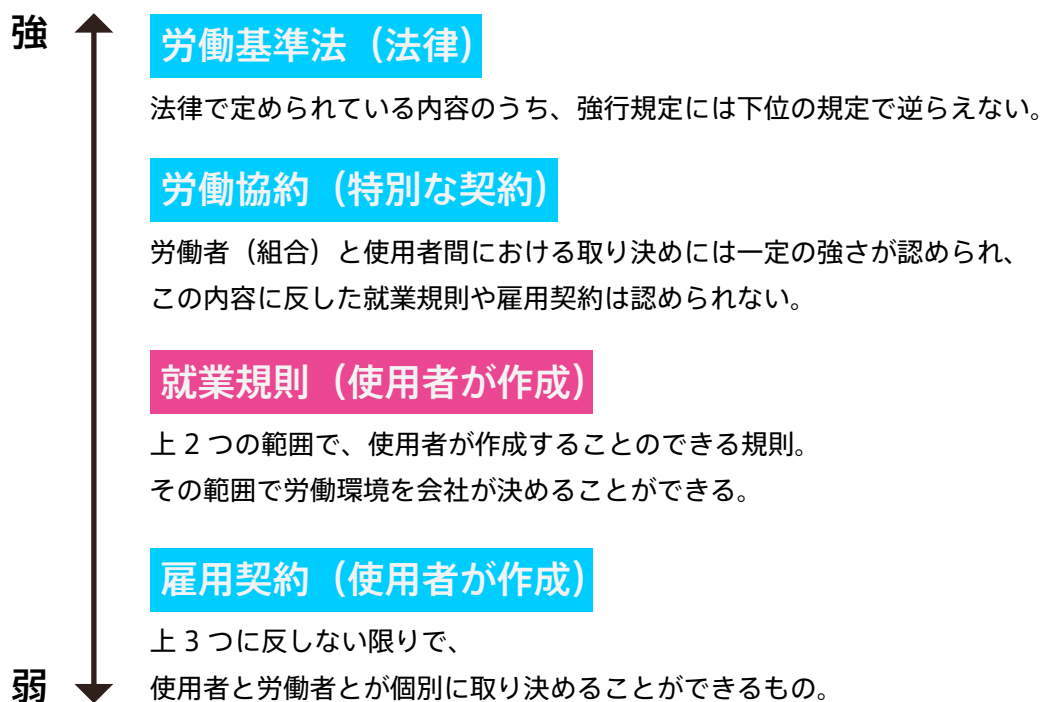 強
労働基準法（法律）
法律で定められている内容のうち、強行規定には下位の規定で逆らえない。
労働協約（特別な契約）
労働者（組合）と使用者間における取り決めには一定の強さが認められ、
この内容に反した就業規則や雇用契約は認められない。
就業規則（使用者が作成）
上２つの範囲で、使用者が作成することのできる規則。
その範囲で労働環境を会社が決めることができる。
雇用契約（使用者が作成）
上３つに反しない限りで、
弱
使用者と労働者とが個別に取り決めることができるもの。